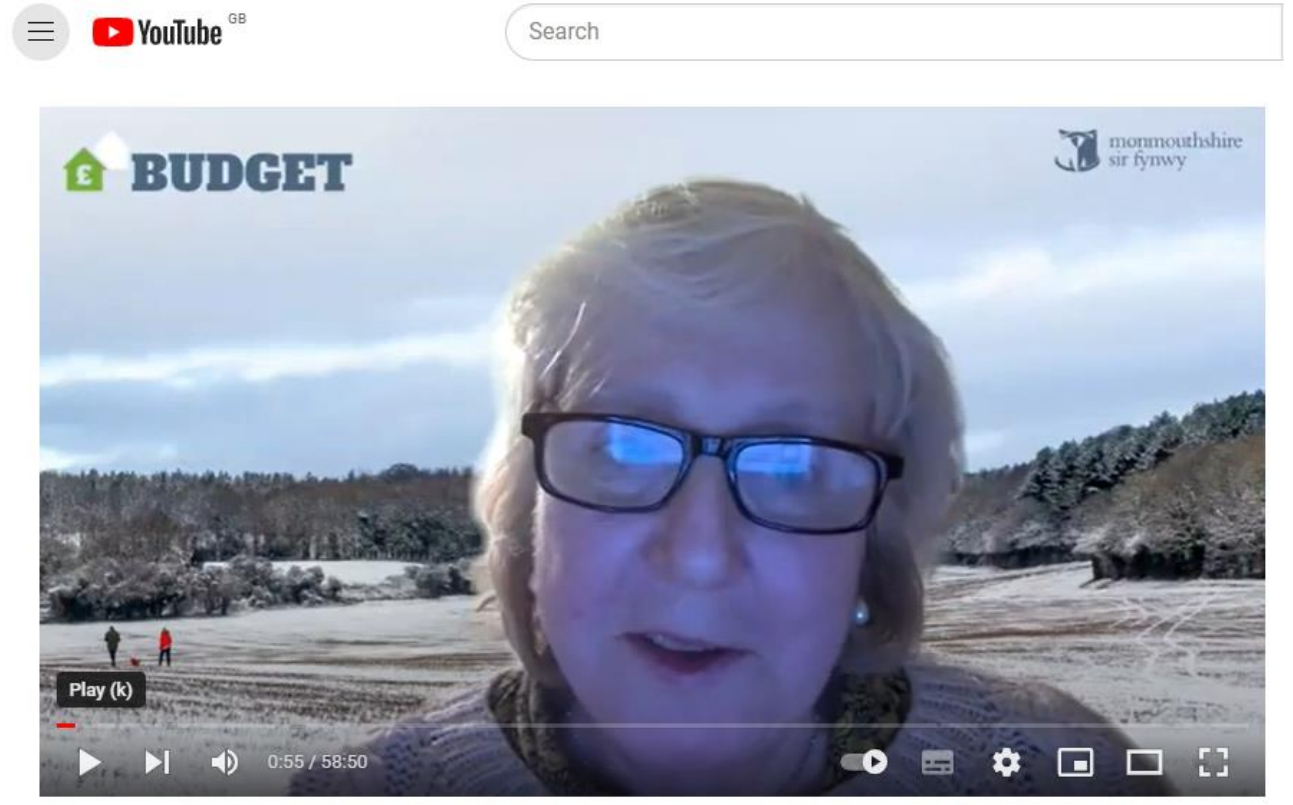 YouTube GB
Search
£ BUDGET
monmouthshire
sir fynwy
Play (k)
0:55 / 58:50